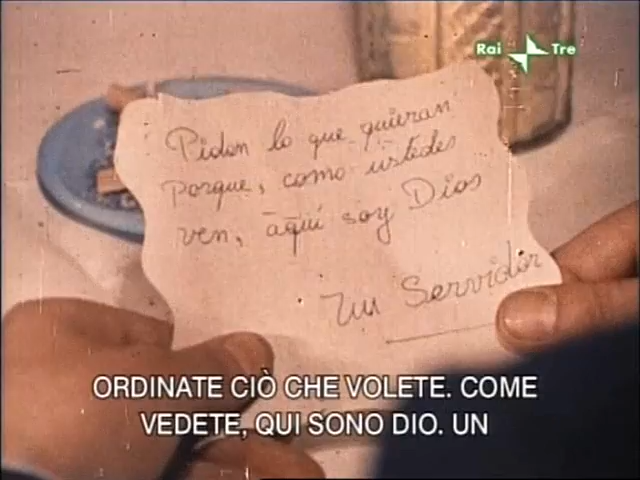 Rai Tre
Pidan lo que quieran
Porque, como ustedes
ven, aquí soy Dios
Un Servidor
ORDINATE CIÒ CHE VOLETE. COME
VEDETE, QUI SONO DIO. UN